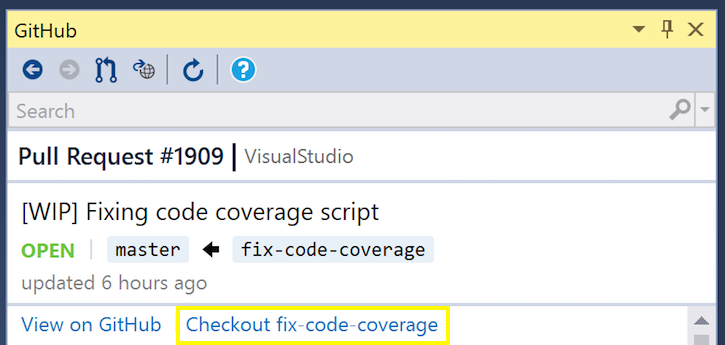 GitHub
Search
Pull Request #1909 | VisualStudio
[WIP] Fixing code coverage script
OPEN master fix-code-coverage
updated 6 hours ago
View on GitHub Checkout fix-code-coverage